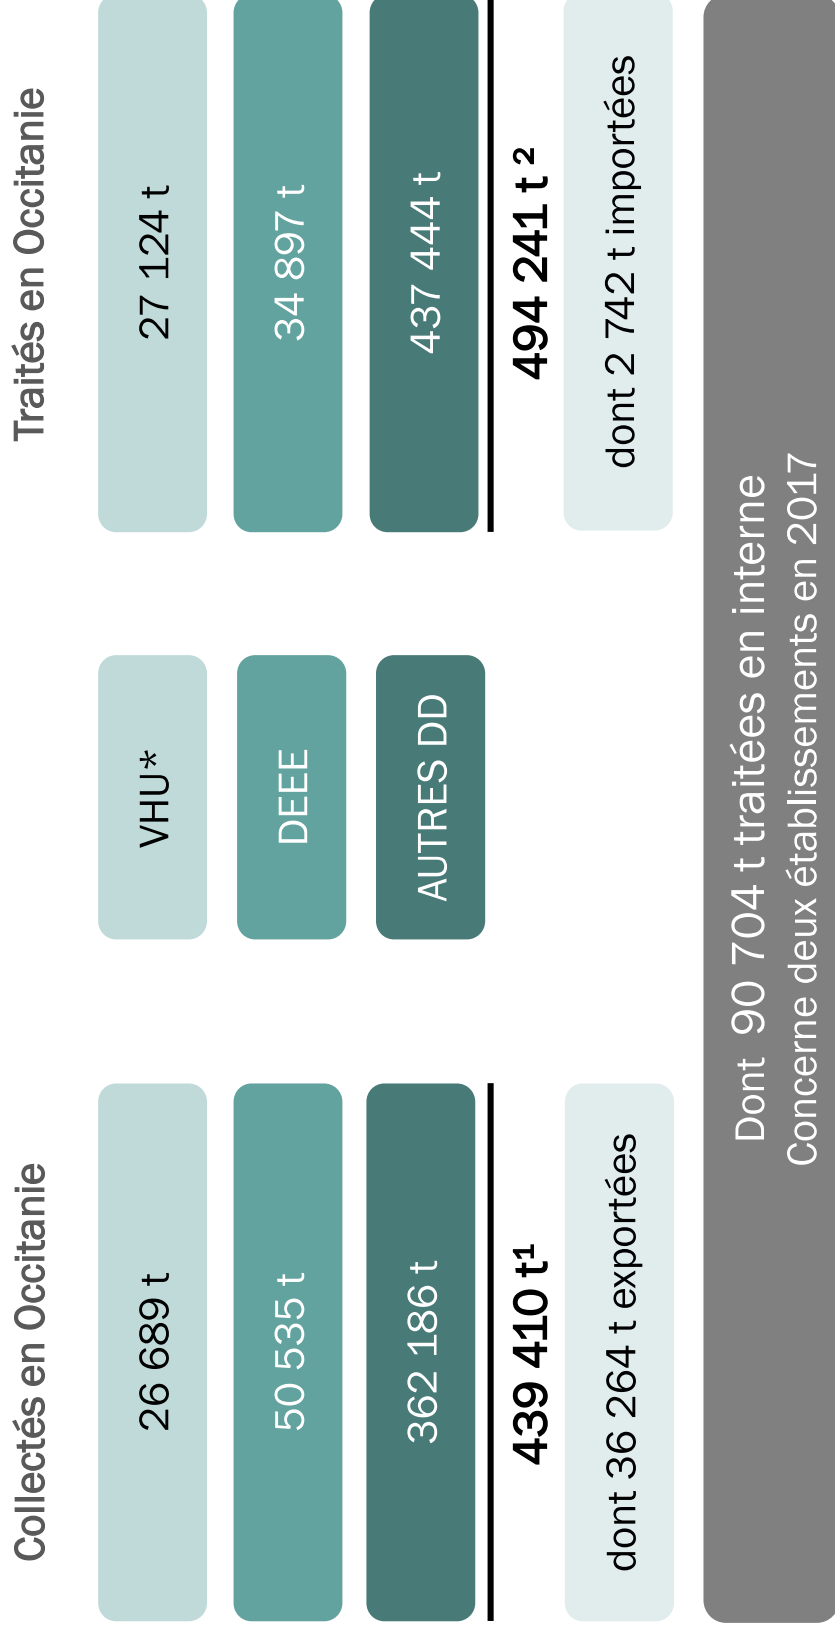 Collectés en Occitanie
Traités en Occitanie
26 689 t
VHU*
27 124 t
50 535 t
DEEE
34 897 t
362 186 t
AUTRES DD
437 444 t
439 410 t¹
494 241 t ²
dont 36 264 t exportées
dont 2 742 t importées
Dont 90 704 t traitées en interne
Concerne deux établissements en 2017